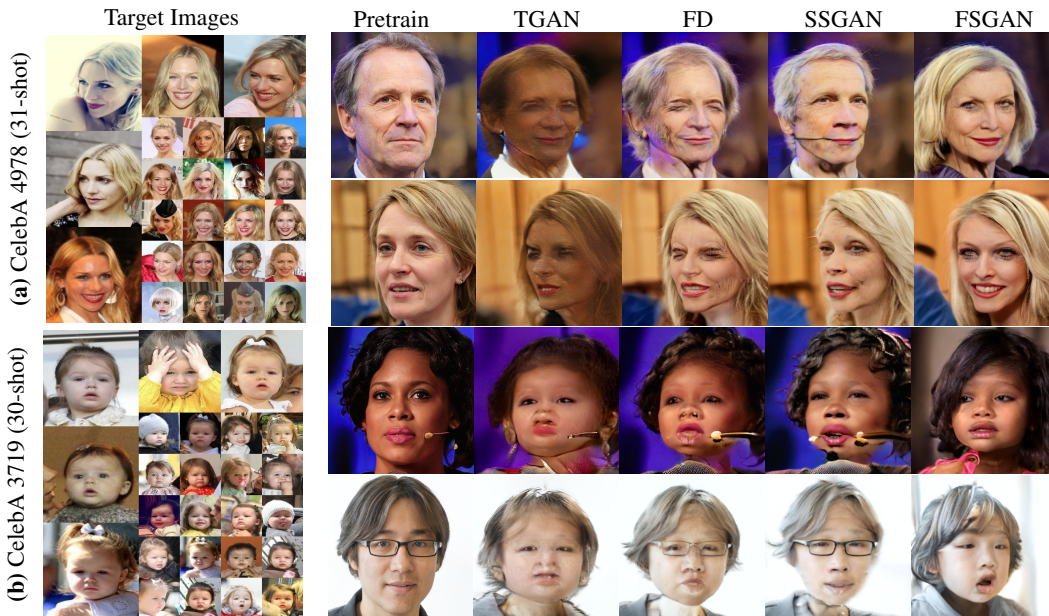 Target Images
Pretrain TGAN FD SSGAN FSGAN
(a) CelebA 4978 (31-shot)
(b) CelebA 3719 (30-shot)